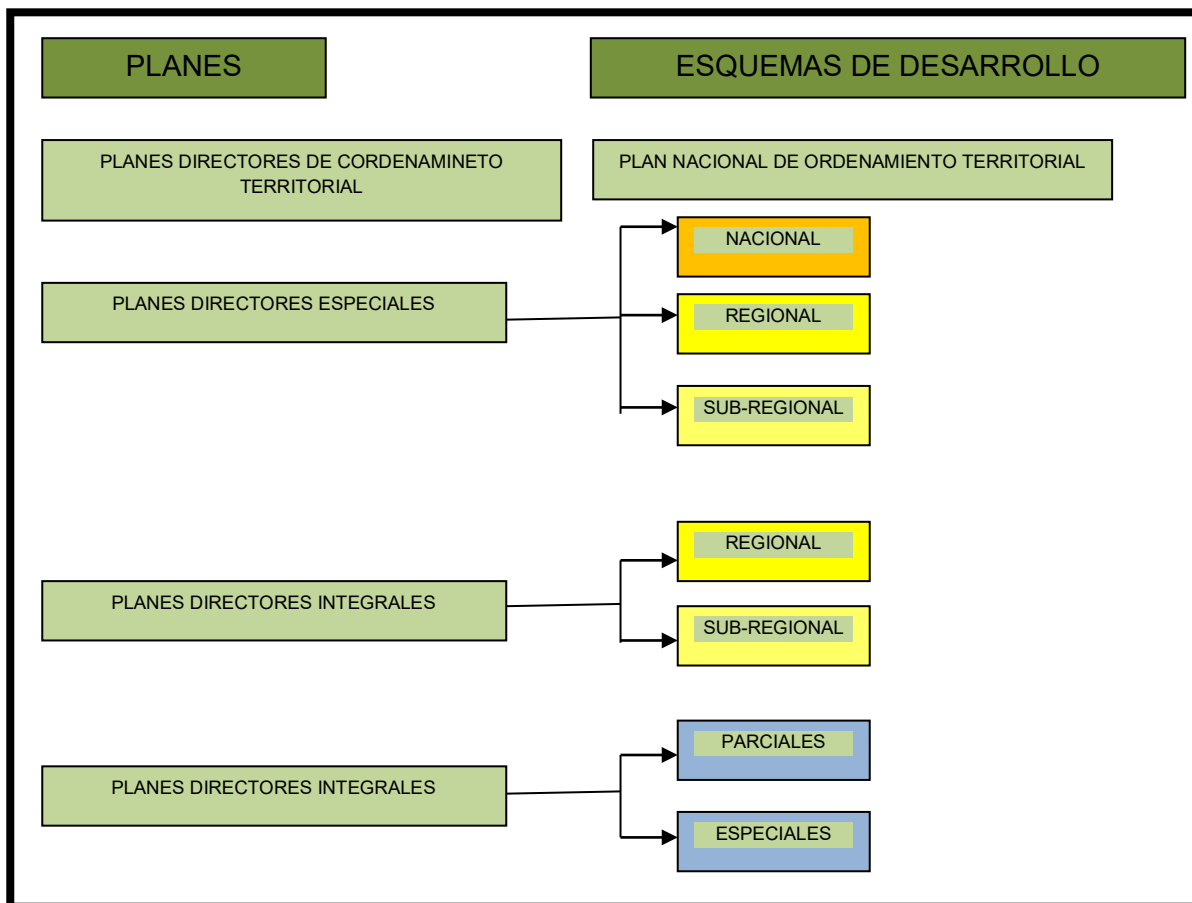 PLANES
ESQUEMAS DE DESARROLLO
PLANES DIRECTORES DE CORDENAMINETO
TERRITORIAL
PLAN NACIONAL DE ORDENAMIENTO TERRITORIAL
NACIONAL
PLANES DIRECTORES ESPECIALES
REGIONAL
SUB-REGIONAL
REGIONAL
PLANES DIRECTORES INTEGRALES
SUB-REGIONAL
PARCIALES
PLANES DIRECTORES INTEGRALES
ESPECIALES